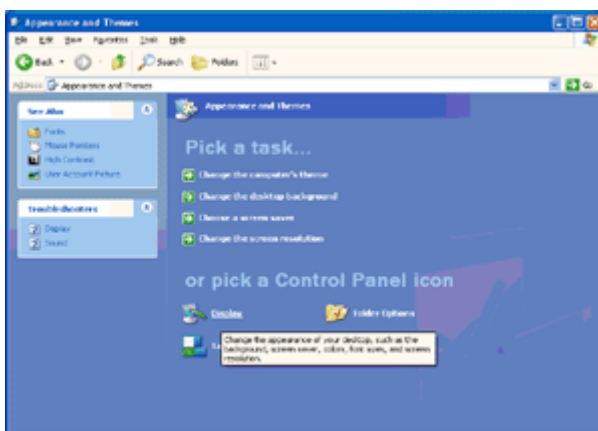 Appearance and Themes
File Edit View Favorites Tools Help
Back Search Folders
Address Appearance and Themes Go
See Also
Fonts
Mouse Pointers
High Contrast
User Account Picture
Troubleshooters
Display
Sound
Appearance and Themes
Pick a task...
Change the computer's theme
Change the desktop background
Choose a screen saver
Change the screen resolution
or pick a Control Panel icon
Display Folder Options
Change the appearance of your desktop, such as the
background, screen saver, colors, font sizes, and screen
resolution.